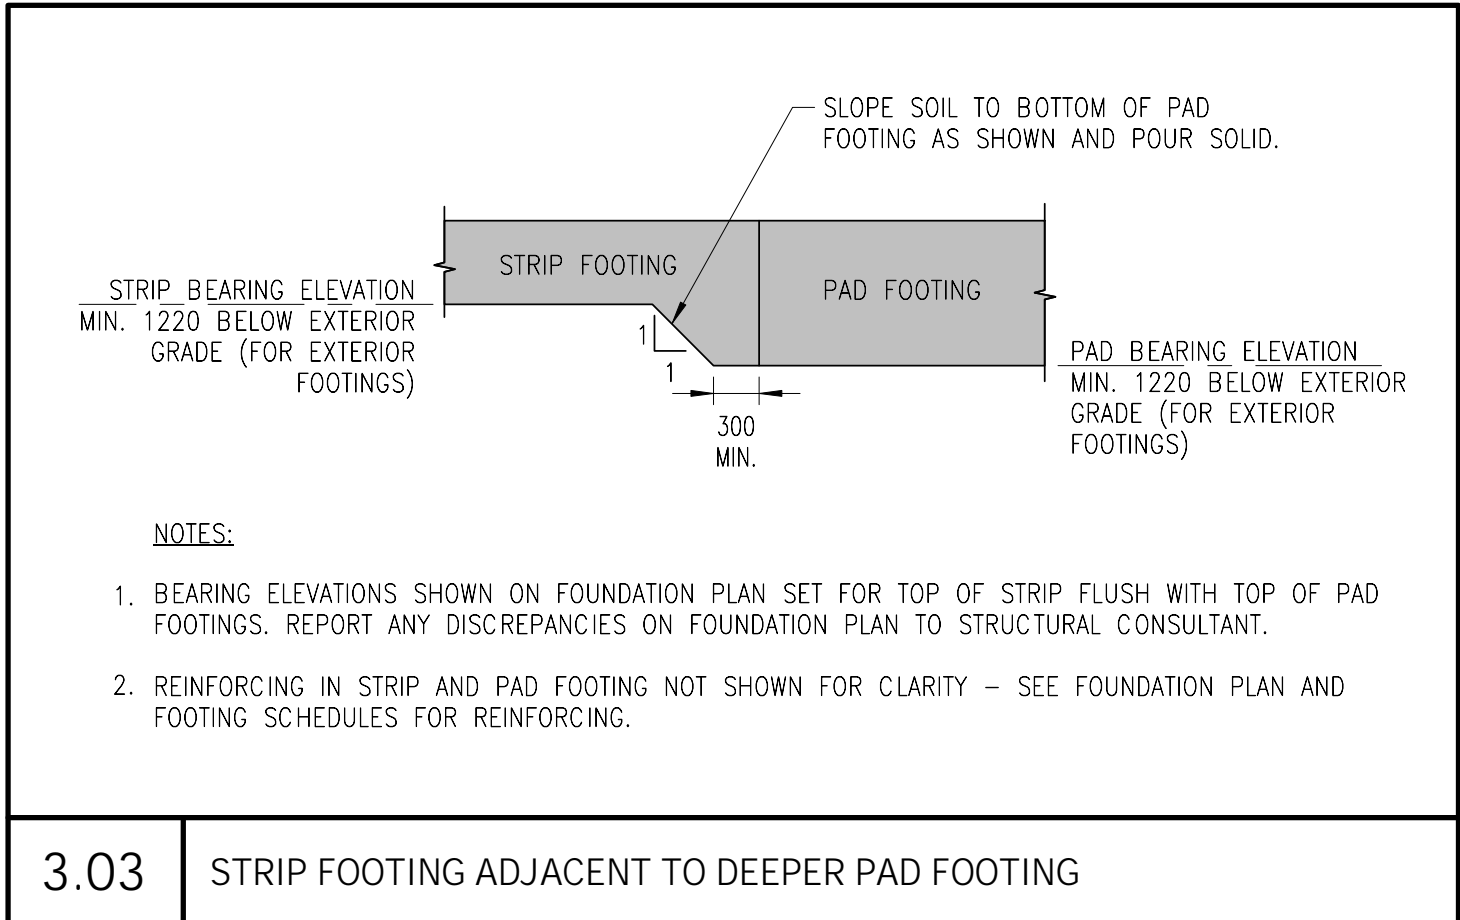 SLOPE SOIL TO BOTTOM OF PAD
FOOTING AS SHOWN AND POUR SOLID.
STRIP FOOTING
PAD FOOTING
STRIP BEARING ELEVATION
MIN. 1220 BELOW EXTERIOR
GRADE (FOR EXTERIOR
FOOTINGS)
1
1
PAD BEARING ELEVATION
MIN. 1220 BELOW EXTERIOR
GRADE (FOR EXTERIOR
FOOTINGS)
300
MIN.
NOTES:
1. BEARING ELEVATIONS SHOWN ON FOUNDATION PLAN SET FOR TOP OF STRIP FLUSH WITH TOP OF PAD
FOOTINGS. REPORT ANY DISCREPANCIES ON FOUNDATION PLAN TO STRUCTURAL CONSULTANT.
2. REINFORCING IN STRIP AND PAD FOOTING NOT SHOWN FOR CLARITY – SEE FOUNDATION PLAN AND
FOOTING SCHEDULES FOR REINFORCING.
3.03 STRIP FOOTING ADJACENT TO DEEPER PAD FOOTING